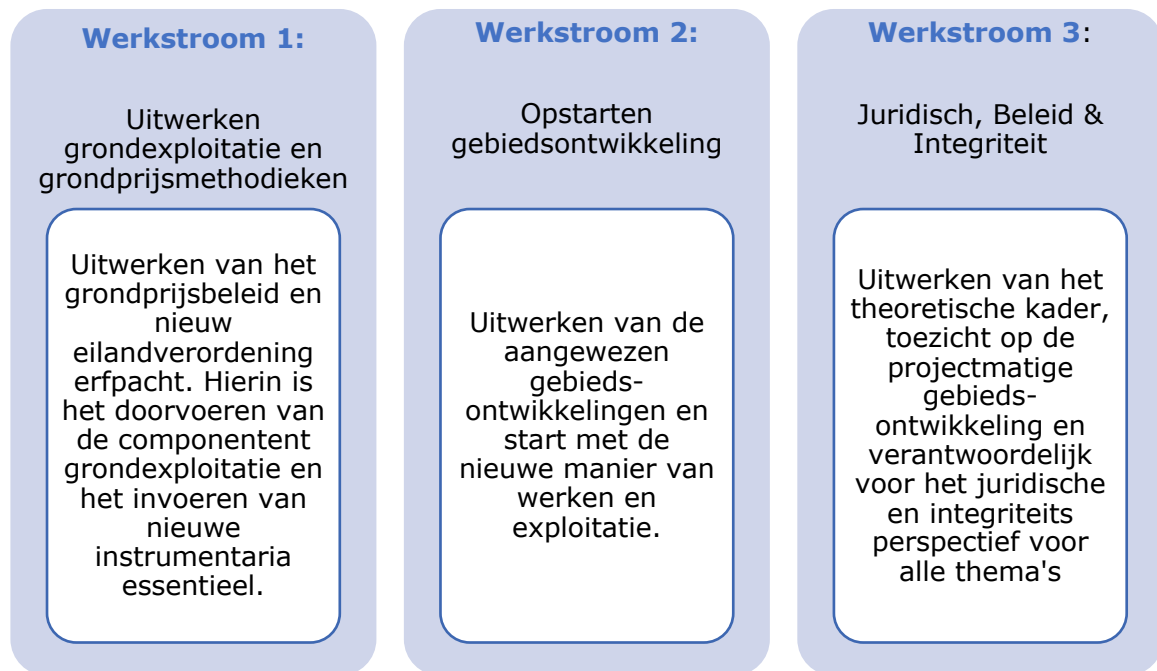 Werkstroom 1:
Uitwerken
grondexploitatie en
grondprijsmethodieken
Uitwerken van het
grondprijsbeleid en
nieuw
eilandverordening
erfpacht. Hierin is
het doorvoeren van
de componentent
grondexploitatie en
het invoeren van
nieuwe
instrumentaria
essentieel.
Werkstroom 2:
Opstarten
gebiedsontwikkeling
Uitwerken van de
aangewezen
gebieds-
ontwikkelingen en
start met de
nieuwe manier van
werken en
exploitatie.
Werkstroom 3:
Juridisch, Beleid &
Integriteit
Uitwerken van het
theoretische kader,
toezicht op de
projectmatige
gebieds-
ontwikkeling en
verantwoordelijk
voor het juridische
en integriteits
perspectief voor
alle thema's